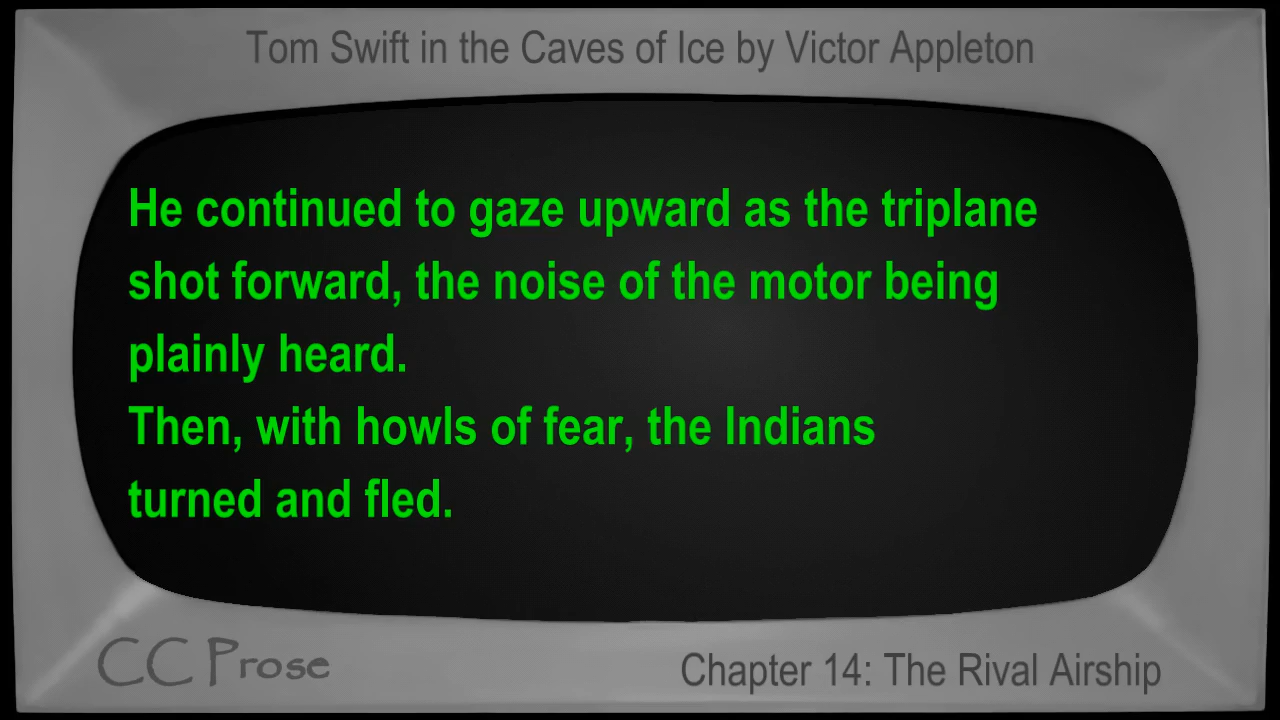 Tom Swift in the Caves of Ice by Victor Appleton
He continued to gaze upward as the triplane
shot forward, the noise of the motor being
plainly heard.
Then, with howls of fear, the Indians
turned and fled.
CC Prose
Chapter 14: The Rival Airship